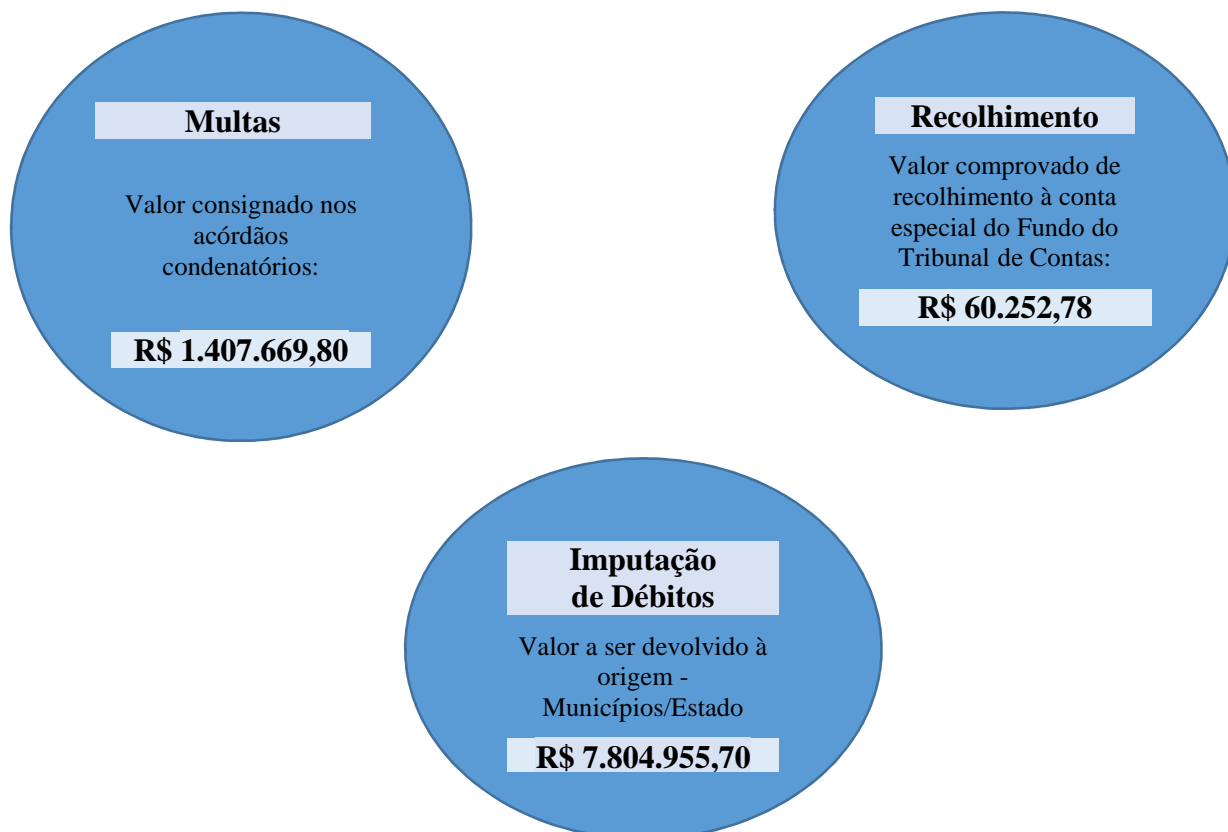 Multas
Valor consignado nos
acórdãos
condenatórios:
R$ 1.407.669,80
Recolhimento
Valor comprovado de
recolhimento à conta
especial do Fundo do
Tribunal de Contas:
R$ 60.252,78
Imputação
de Débitos
Valor a ser devolvido à
origem -
Municípios/Estado
R$ 7.804.955,70